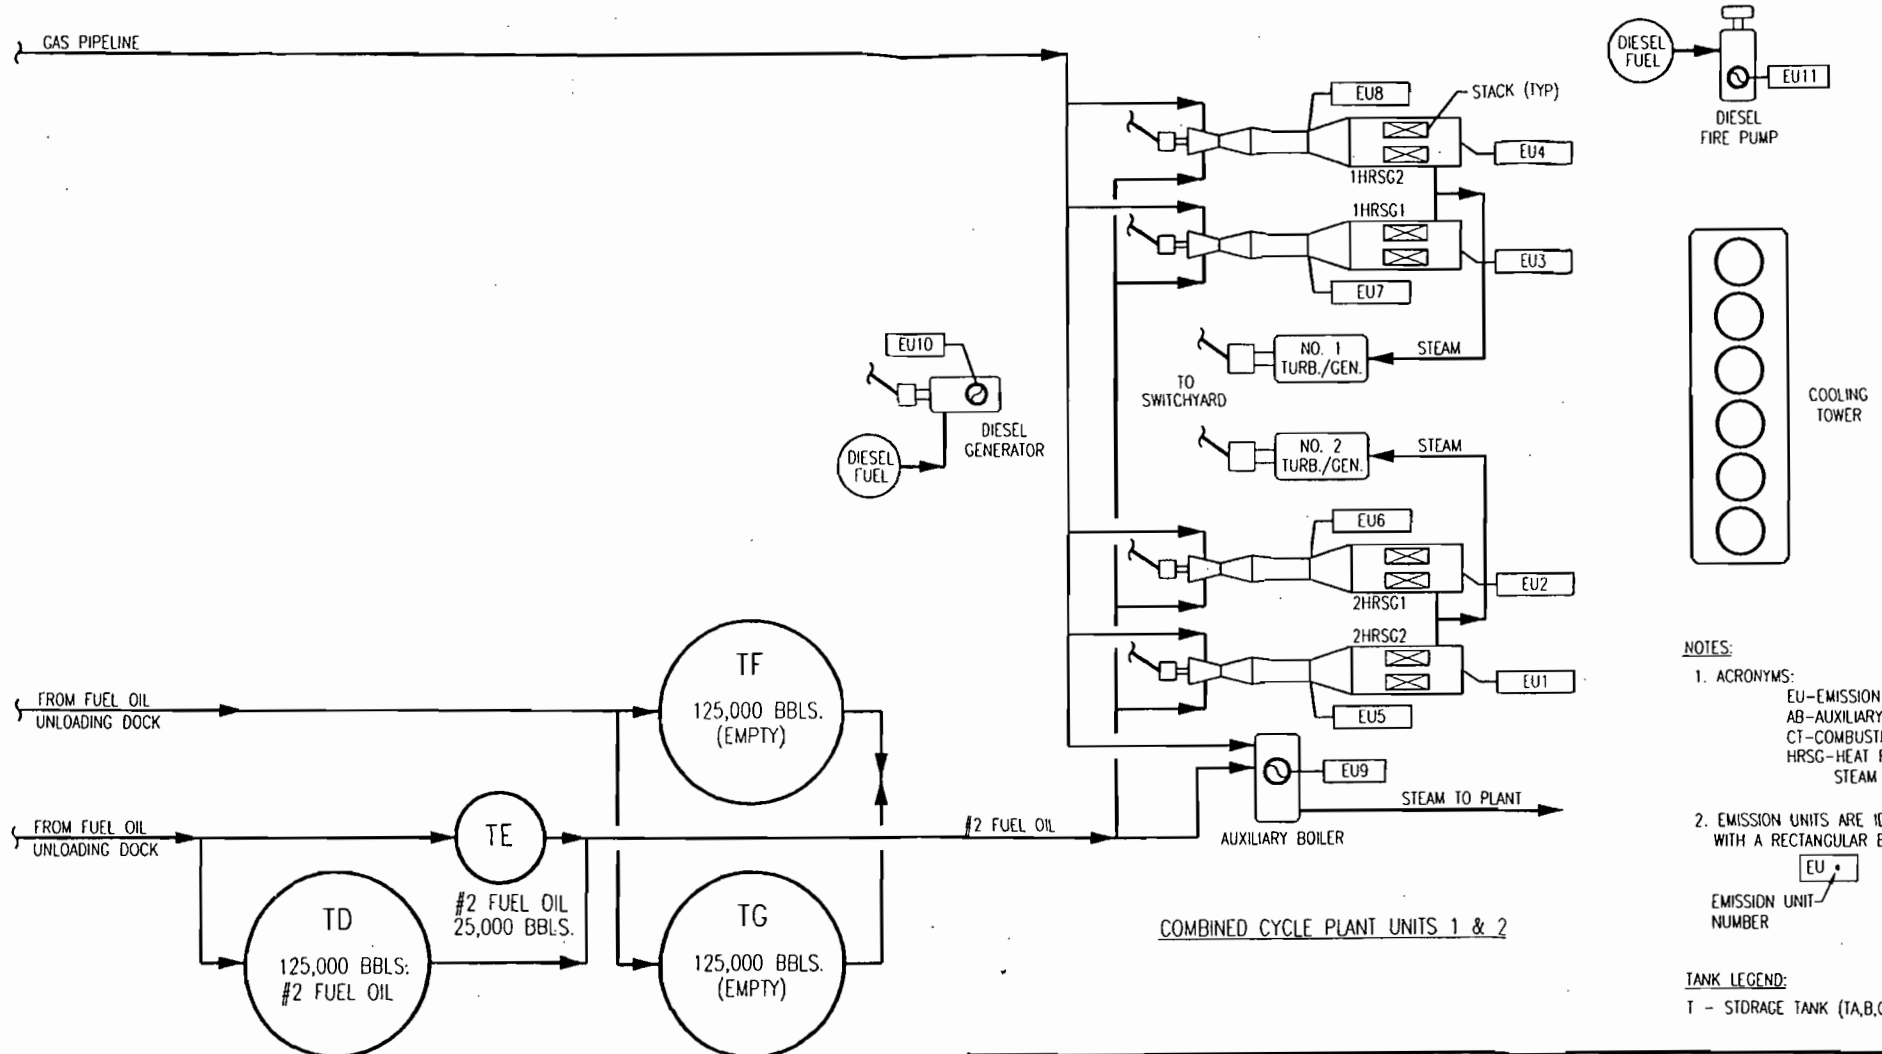 GAS PIPELINE
DIESEL
FUEL
EU11
DIESEL
FIRE PUMP
EU8
STACK (TYP)
EU4
1HRSG2
1HRSG1
EU3
EU7
EU10
DIESEL
GENERATOR
DIESEL
FUEL
NO. 1
TURB./GEN.
STEAM
TO
SWITCHYARD
NO. 2
TURB./GEN.
STEAM
COOLING
TOWER
EU6
EU2
2HRSG1
2HRSG2
EU1
EU5
EU9
STEAM TO PLANT
AUXILIARY BOILER
FROM FUEL OIL
UNLOADING DOCK
TF
125,000 BBLS.
(EMPTY)
FROM FUEL OIL
UNLOADING DOCK
TE
#2 FUEL OIL
25,000 BBLS.
#2 FUEL OIL
TD
125,000 BBLS.
#2 FUEL OIL
TG
125,000 BBLS.
(EMPTY)
COMBINED CYCLE PLANT UNITS 1 & 2
NOTES:
1. ACRONYMS:
EU-EMISSION
AB-AUXILIARY
CT-COMBUSTI
HRSG-HEAT
STEAM
2. EMISSION UNITS ARE
WITH A RECTANGULAR
EU
EMISSION UNIT
NUMBER
TANK LEGEND:
T - STORAGE TANK (TA,B,